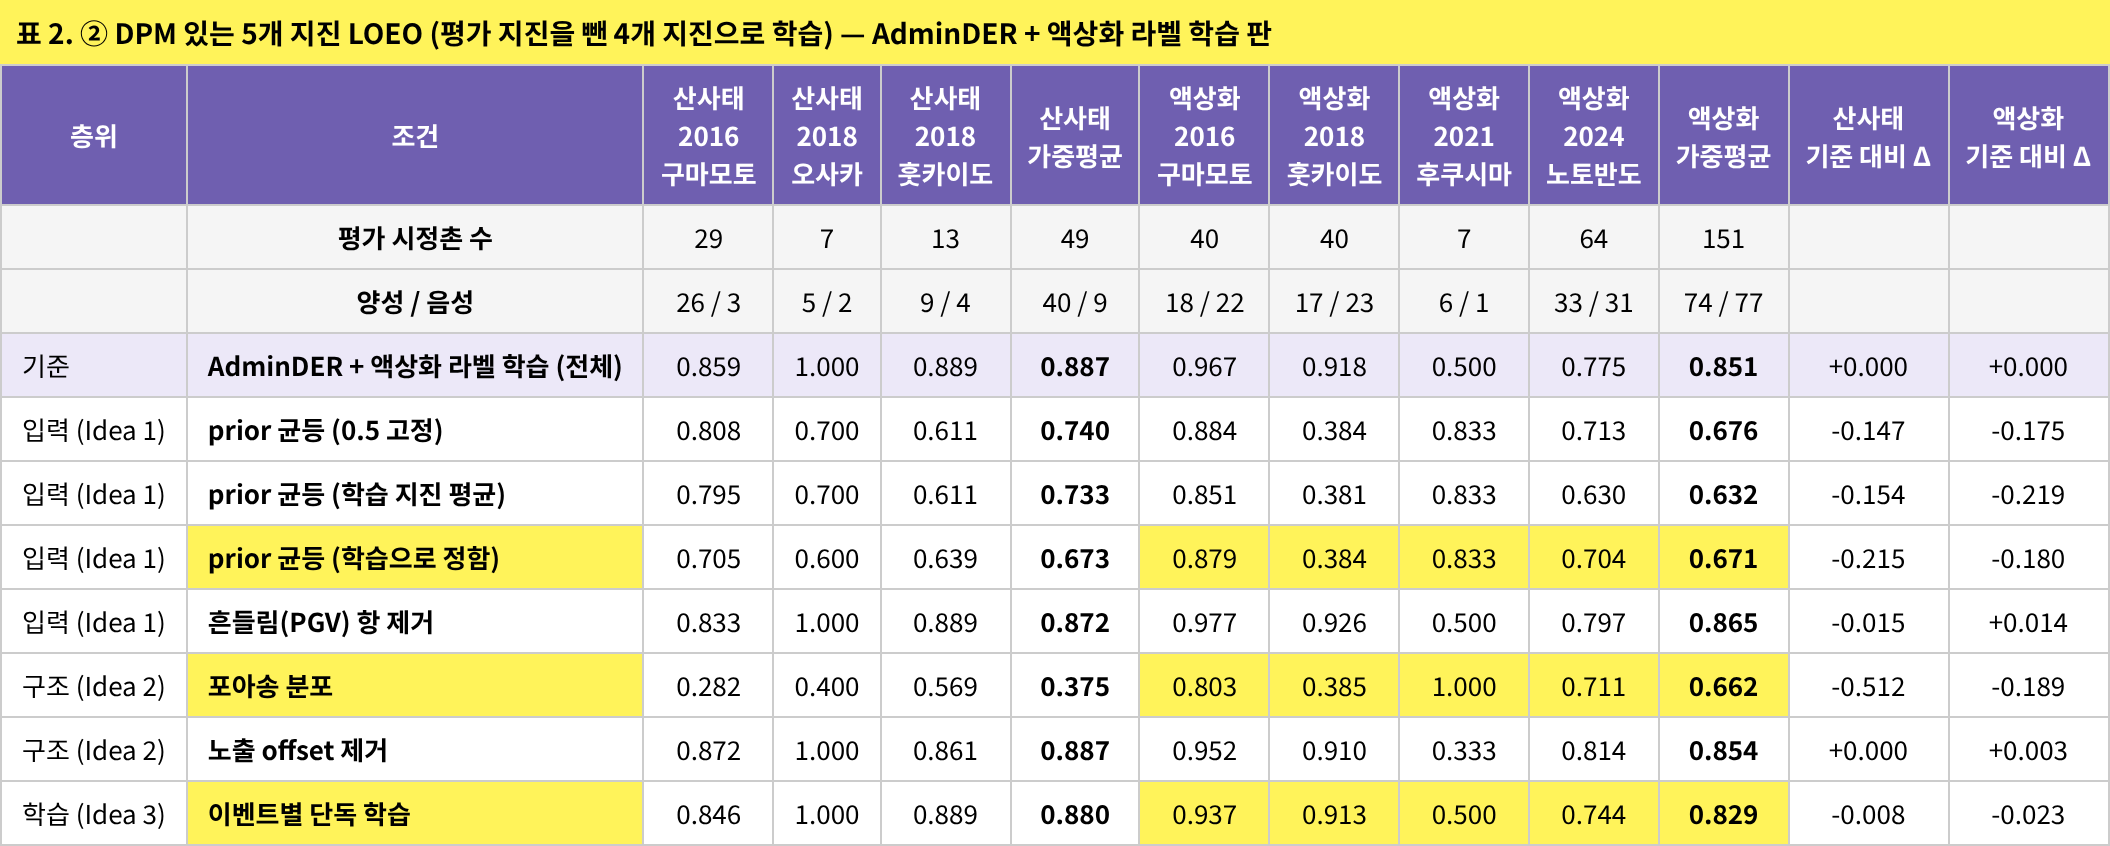 표 2. ② DPM 있는 5개 지진 LOEO (평가 지진을 뺀 4개 지진으로 학습) — AdminDER + 액상화 라벨 학습 판
층위 | 조건 | 산사태 2016 구마모토 | 산사태 2018 오사카 | 산사태 2018 훗카이도 | 산사태 가중평균 | 액상화 2016 구마모토 | 액상화 2018 훗카이도 | 액상화 2021 후쿠시마 | 액상화 2024 노토반도 | 액상화 가중평균 | 산사태 기준 대비 Δ | 액상화 기준 대비 Δ
평가 시정촌 수 | 29 | 7 | 13 | 49 | 40 | 40 | 7 | 64 | 151
양성 / 음성 | 26 / 3 | 5 / 2 | 9 / 4 | 40 / 9 | 18 / 22 | 17 / 23 | 6 / 1 | 33 / 31 | 74 / 77
기준 | AdminDER + 액상화 라벨 학습 (전체) | 0.859 | 1.000 | 0.889 | 0.887 | 0.967 | 0.918 | 0.500 | 0.775 | 0.851 | +0.000 | +0.000
입력 (Idea 1) | prior 균등 (0.5 고정) | 0.808 | 0.700 | 0.611 | 0.740 | 0.884 | 0.384 | 0.833 | 0.713 | 0.676 | -0.147 | -0.175
입력 (Idea 1) | prior 균등 (학습 지진 평균) | 0.795 | 0.700 | 0.611 | 0.733 | 0.851 | 0.381 | 0.833 | 0.630 | 0.632 | -0.154 | -0.219
입력 (Idea 1) | prior 균등 (학습으로 정함) | 0.705 | 0.600 | 0.639 | 0.673 | 0.879 | 0.384 | 0.833 | 0.704 | 0.671 | -0.215 | -0.180
입력 (Idea 1) | 흔들림(PGV) 항 제거 | 0.833 | 1.000 | 0.889 | 0.872 | 0.977 | 0.926 | 0.500 | 0.797 | 0.865 | -0.015 | +0.014
구조 (Idea 2) | 포아송 분포 | 0.282 | 0.400 | 0.569 | 0.375 | 0.803 | 0.385 | 1.000 | 0.711 | 0.662 | -0.512 | -0.189
구조 (Idea 2) | 노출 offset 제거 | 0.872 | 1.000 | 0.861 | 0.887 | 0.952 | 0.910 | 0.333 | 0.814 | 0.854 | +0.000 | +0.003
학습 (Idea 3) | 이벤트별 단독 학습 | 0.846 | 1.000 | 0.889 | 0.880 | 0.937 | 0.913 | 0.500 | 0.744 | 0.829 | -0.008 | -0.023